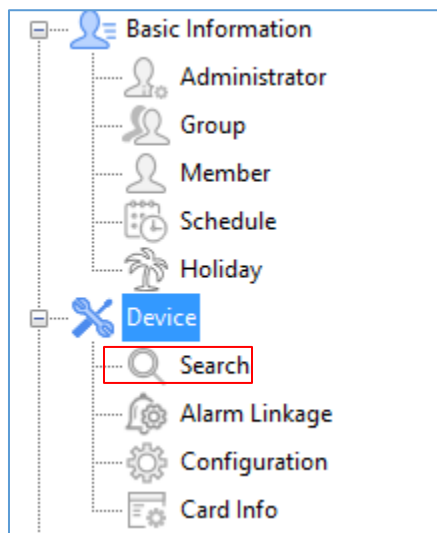 Basic Information
Administrator
Group
Member
Schedule
Holiday
Device
Search
Alarm Linkage
Configuration
Card Info